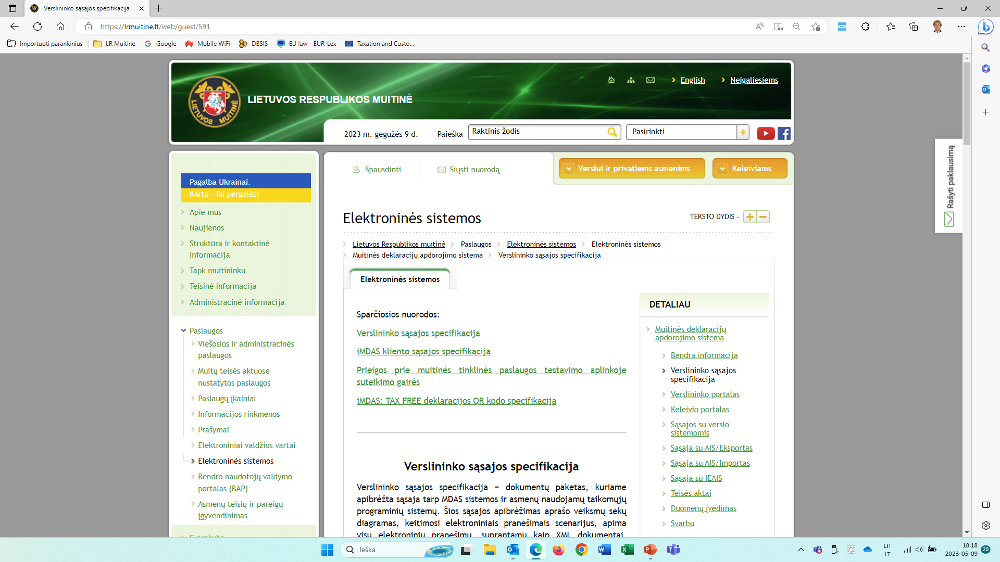 Verslininko sąsajos specifikacija
https://lrmuitine.lt/web/guest/591
Importuoti parankinius
LR Muitinė
Google
Mobile WiFi
DBSIS
EU law - EUR-Lex
Taxation and Custo...
LIETUVOS MUITINĖ
LIETUVOS RESPUBLIKOS MUITINĖ
English
Neįgaliesiems
2023 m. gegužės 9 d.
Paieška
Raktinis žodis
Pasirinkti
Rašyti paklausimą
Pagalba Ukrainai.
Kartu - iki pergalės!
Apie mus
Naujienos
Struktūra ir kontaktinė
informacija
Tapk muitininku
Teisinė informacija
Administracinė informacija
Paslaugos
Viešosios ir administracinės
paslaugos
Muitų teisės aktuose
nustatytos paslaugos
Paslaugų įkainiai
Informacijos rinkmenos
Prašymai
Elektroniniai valdžios vartai
Elektroninės sistemos
Bendro naudotojų valdymo
portalas (BAP)
Asmenų teisių ir pareigų
įgyvendinimas
Spausdinti
Siųsti nuorodą
Verslui ir privatiems asmenims
Keleiviams
Elektroninės sistemos
TEKSTO DYDIS -
Lietuvos Respublikos muitinė Paslaugos Elektroninės sistemos Elektroninės sistemos
Muitinės deklaracijų apdorojimo sistema Verslininko sąsajos specifikacija
Elektroninės sistemos
Sparčiosios nuorodos:
Verslininko sąsajos specifikacija
iMDAS kliento sąsajos specifikacija
Prieigos prie muitinės tinklinės paslaugos testavimo aplinkoje
suteikimo gairės
iMDAS: TAX FREE deklaracijos QR kodo specifikacija
Verslininko sąsajos specifikacija
Verslininko sąsajos specifikacija – dokumentų paketas, kuriame
apibrėžta sąsaja tarp MDAS sistemos ir asmenų naudojamų taikomųjų
programinių sistemų. Šios sąsajos apibrėžimas aprašo veiksmų sekų
diagramas, keitimosi elektroniniais pranešimais scenarijus, apima
visų elektroninių pranešimų, suprantamų kaip XML dokumentai,
DETALIAU
Muitinės deklaracijų
apdorojimo sistema
Bendra informacija
Verslininko sąsajos
specifikacija
Verslininko portalas
Keleivio portalas
Sąsajos su verslo
sistemomis
Sąsaja su AIS/Eksportas
Sąsaja su AIS/Importas
Sąsaja su IEAIS
Teisės aktai
Duomenų įvedimas
Svarbu
Ieška
LIT
LT
18:18
2023-05-09
20